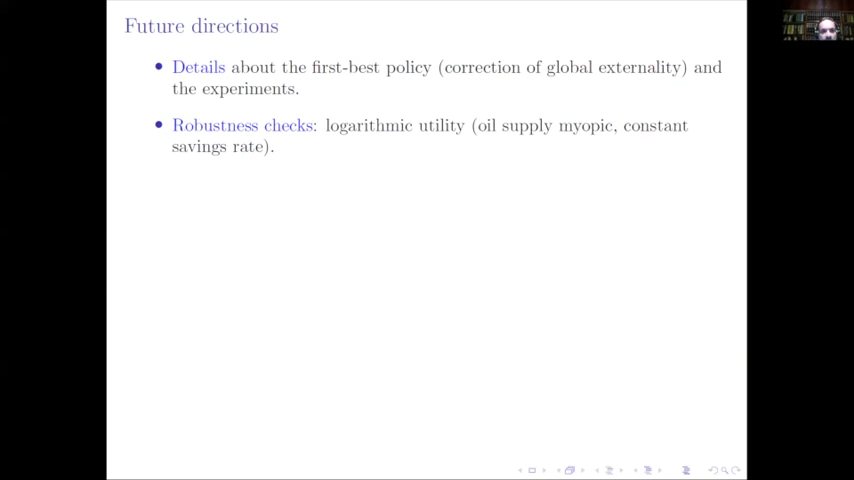 Future directions
Details about the first-best policy (correction of global externality) and
the experiments.
Robustness checks: logarithmic utility (oil supply myopic, constant
savings rate).